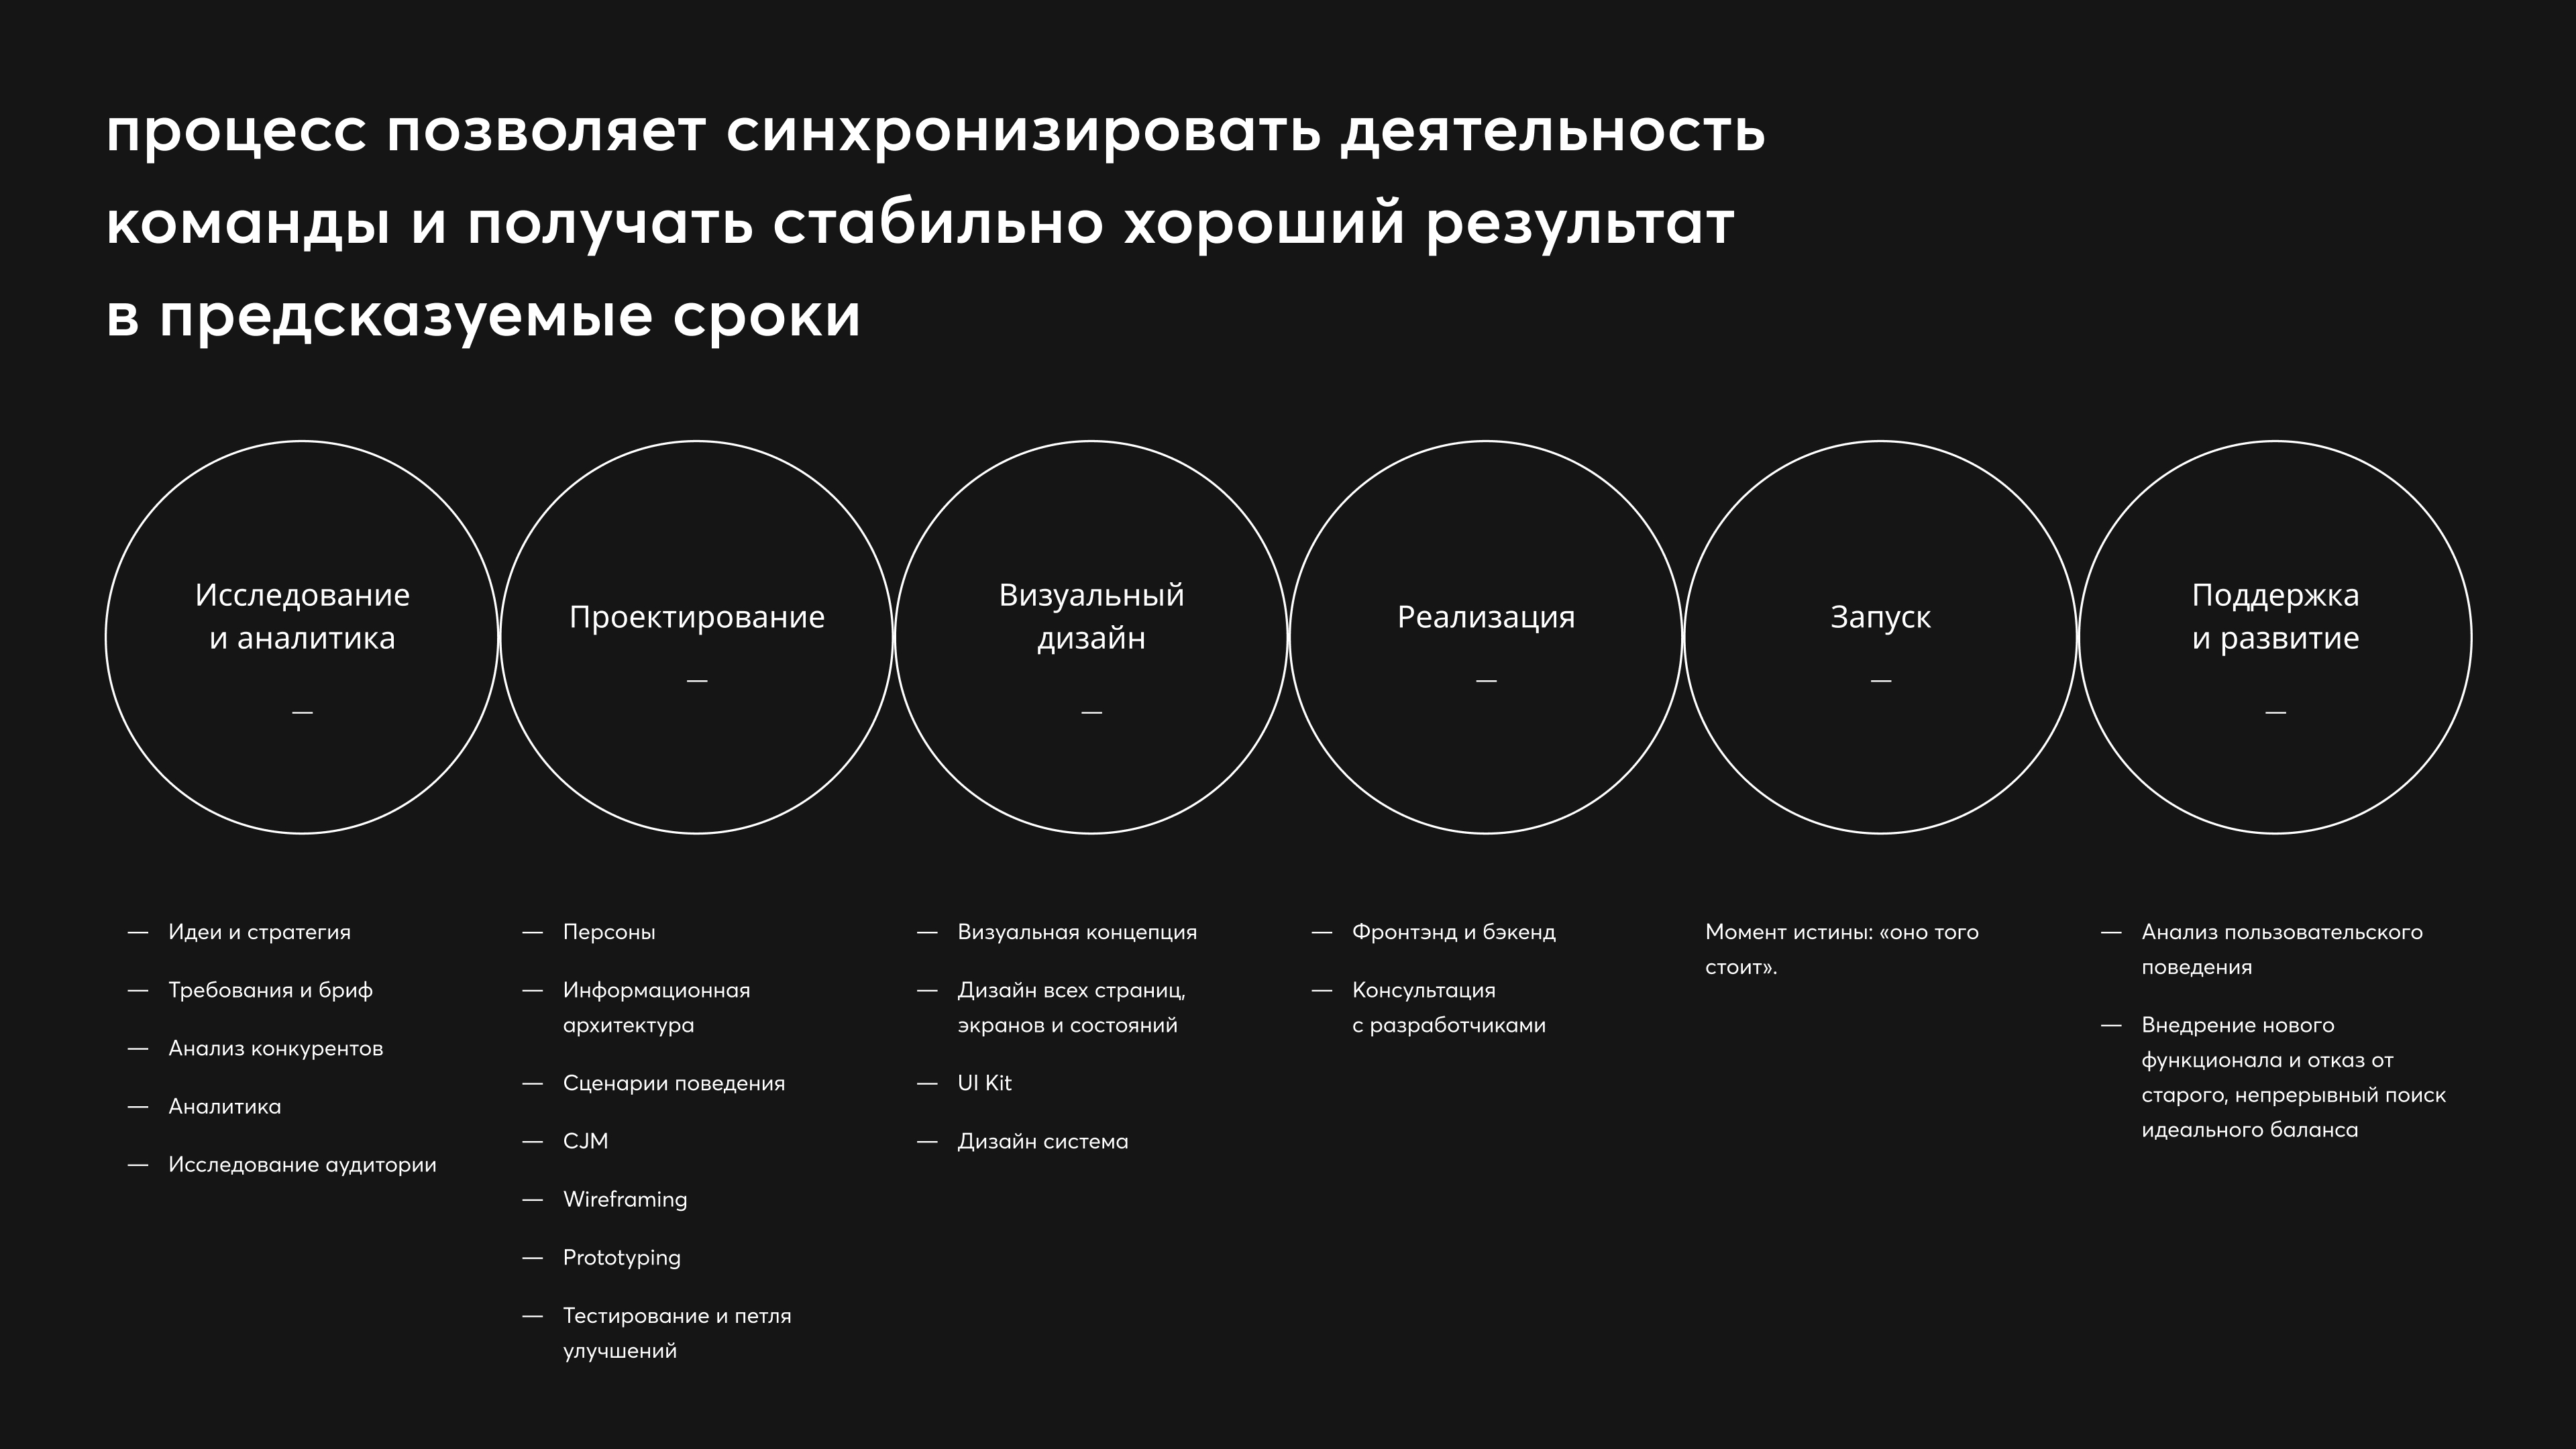 процесс позволяет синхронизировать деятельность
команды и получать стабильно хороший результат
в предсказуемые сроки
Исследование
и аналитика
—
Проектирование
—
Визуальный
дизайн
—
Реализация
—
Запуск
—
Поддержка
и развитие
—
— Идеи и стратегия
— Требования и бриф
— Анализ конкурентов
— Аналитика
— Исследование аудитории
— Персоны
— Информационная
архитектура
— Сценарии поведения
— CJM
— Wireframing
— Prototyping
— Тестирование и петля
улучшений
— Визуальная концепция
— Дизайн всех страниц,
экранов и состояний
— UI Kit
— Дизайн система
— Фронтэнд и бэкенд
— Консультация
с разработчиками
Момент истины: «оно того
стоит».
— Анализ пользовательского
поведения
— Внедрение нового
функционала и отказ от
старого, непрерывный поиск
идеального баланса